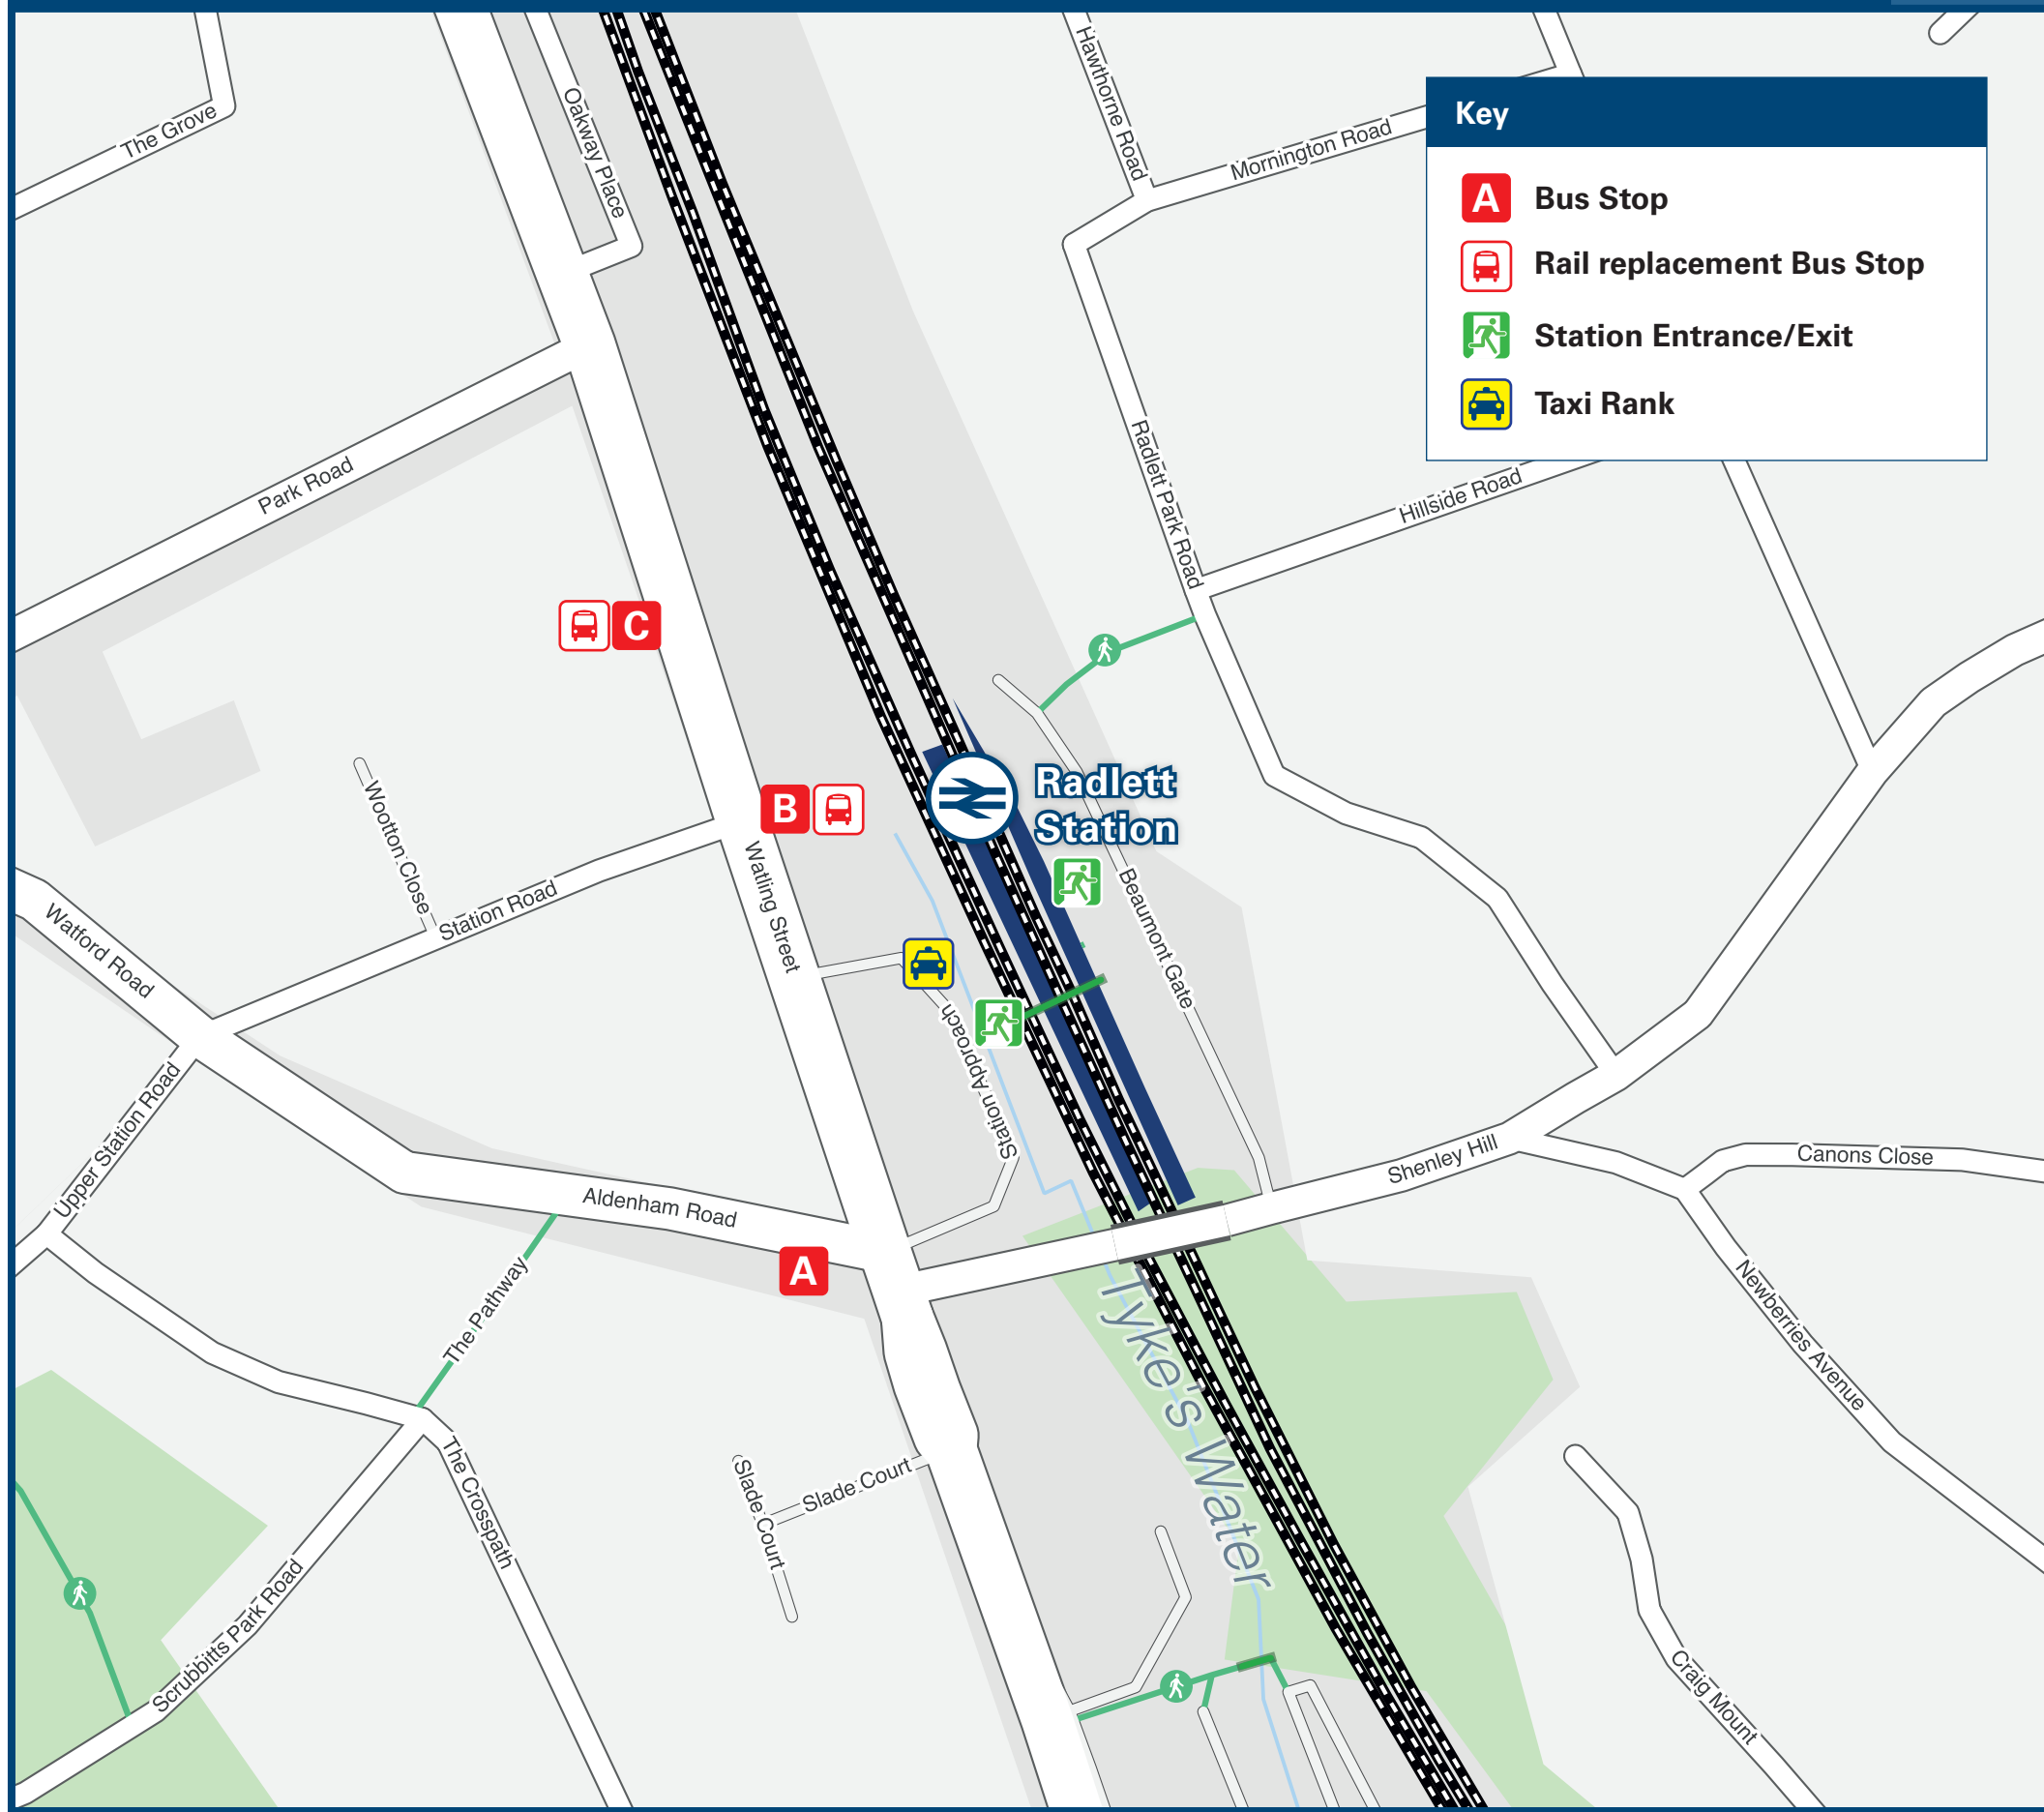 Key
A
Bus Stop
Rail replacement Bus Stop
Station Entrance/Exit
Taxi Rank
The Grove
Oakway Place
Hawthorne Road
Mornington Road
Park Road
Radlett Park Road
Hillside Road
C
B
Radlett
Station
Wootton Close
Station Road
Watling Street
Watford Road
Beaumont Gate
Station Approach
Upper Station Road
Aldenham Road
A
Shenley Hill
Canons Close
The Pathway
Tykes Water
Newberries Avenue
The Crosspath
Slade Court
Slade Court
Scrubbitts Park Road
Craig Mount